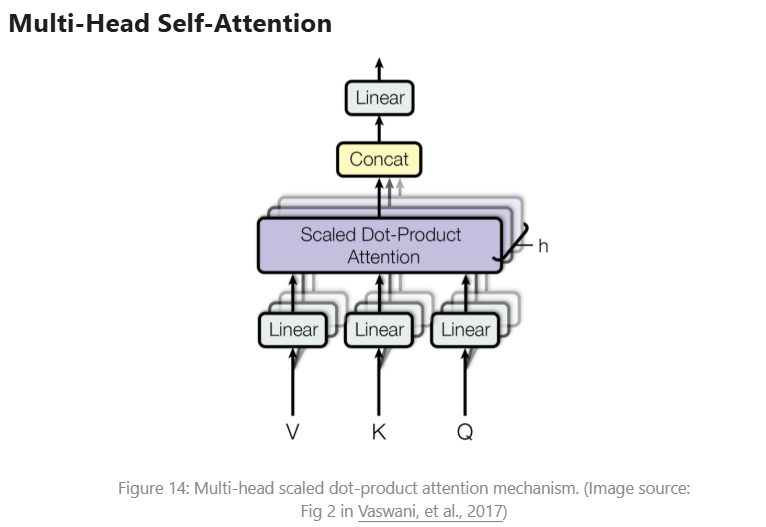 Multi-Head Self-Attention
Linear
Concat
Scaled Dot-Product
Attention
h
Linear
Linear
Linear
V
K
Q
Figure 14: Multi-head scaled dot-product attention mechanism. (Image source:
Fig 2 in Vaswani, et al., 2017)